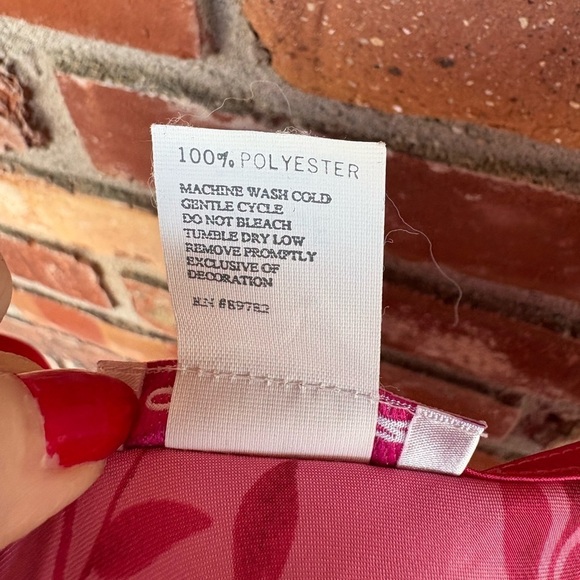 100% POLYESTER
MACHINE WASH COLD
GENTLE CYCLE
DO NOT BLEACH
TUMBLE DRY LOW
REMOVE PROMPTLY
EXCLUSIVE OF
DECORATION
RN #89782